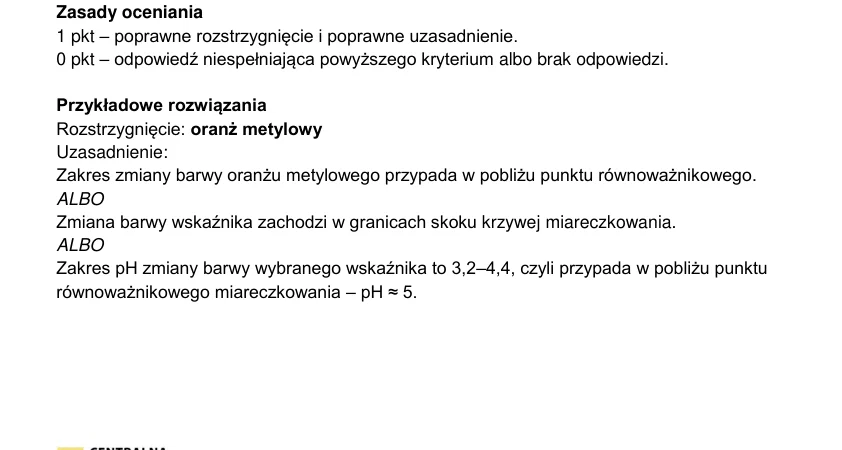 Zasady oceniania
1 pkt – poprawne rozstrzygnięcie i poprawne uzasadnienie.
0 pkt – odpowiedź niespełniająca powyższego kryterium albo brak odpowiedzi.
Przykładowe rozwiązania
Rozstrzygnięcie: oranż metylowy
Uzasadnienie:
Zakres zmiany barwy oranżu metylowego przypada w pobliżu punktu równoważnikowego.
ALBO
Zmiana barwy wskaźnika zachodzi w granicach skoku krzywej miareczkowania.
ALBO
Zakres pH zmiany barwy wybranego wskaźnika to 3,2–4,4, czyli przypada w pobliżu punktu
równoważnikowego miareczkowania – pH ≈ 5.
CENTRALNA